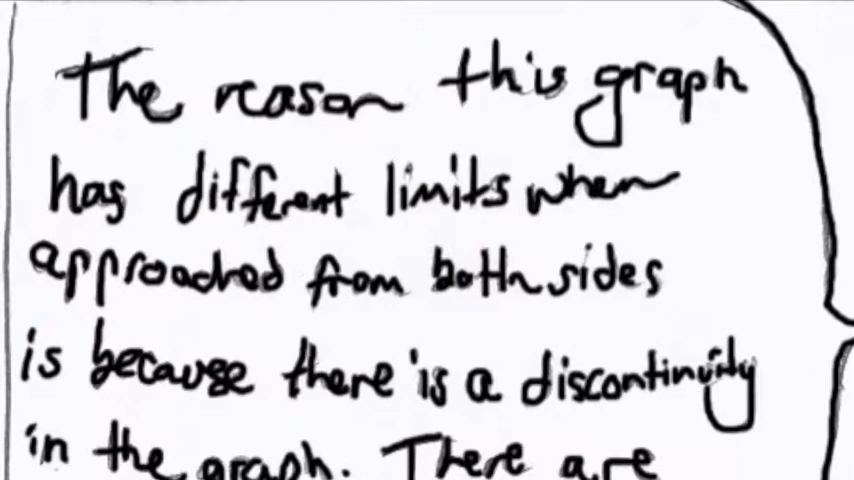 The reason this graph
has different limits when
approached from both sides
is because there is a discontinuity
in the graph. There are